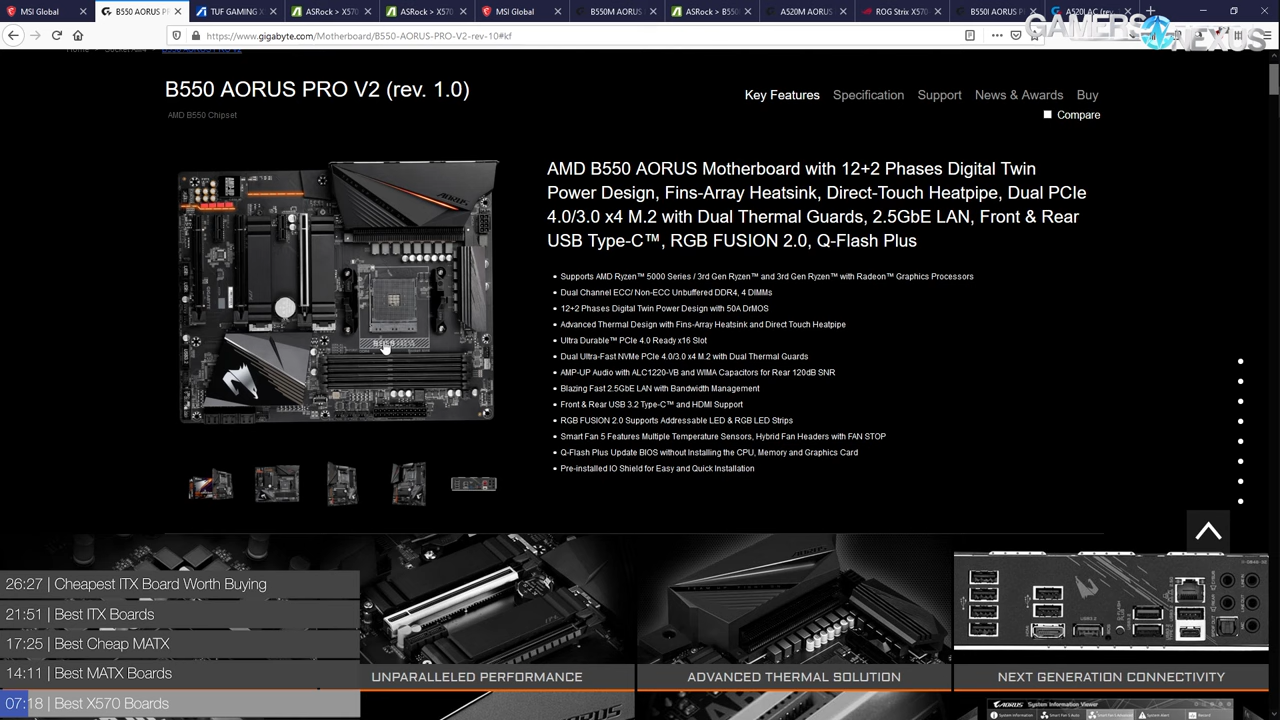 MSI Global
B550 AORUS PR
TUF GAMING X
ASRock > X570
ASRock > X570
MSI Global
B550M AORUS
ASRock > B550
A520M AORUS
ROG Strix X570
B550I AORUS P
A520I AC (rev.
GAMERS NEXUS
https://www.gigabyte.com/Motherboard/B550-AORUS-PRO-V2-rev-10#kf
B550 AORUS PRO V2 (rev. 1.0)
AMD B550 Chipset
Key Features
Specification
Support
News & Awards
Buy
Compare
AMD B550 AORUS Motherboard with 12+2 Phases Digital Twin
Power Design, Fins-Array Heatsink, Direct-Touch Heatpipe, Dual PCIe
4.0/3.0 x4 M.2 with Dual Thermal Guards, 2.5GbE LAN, Front & Rear
USB Type-C™, RGB FUSION 2.0, Q-Flash Plus
Supports AMD Ryzen™ 5000 Series / 3rd Gen Ryzen™ and 3rd Gen Ryzen™ with Radeon™ Graphics Processors
Dual Channel ECC/ Non-ECC Unbuffered DDR4, 4 DIMMs
12+2 Phases Digital Twin Power Design with 50A DrMOS
Advanced Thermal Design with Fins-Array Heatsink and Direct Touch Heatpipe
Ultra Durable™ PCIe 4.0 Ready x16 Slot
Dual Ultra-Fast NVMe PCIe 4.0/3.0 x4 M.2 with Dual Thermal Guards
AMP-UP Audio with ALC1220-VB and WIMA Capacitors for Rear 120dB SNR
Blazing Fast 2.5GbE LAN with Bandwidth Management
Front & Rear USB 3.2 Type-C™ and HDMI Support
RGB FUSION 2.0 Supports Addressable LED & RGB LED Strips
Smart Fan 5 Features Multiple Temperature Sensors, Hybrid Fan Headers with FAN STOP
Q-Flash Plus Update BIOS without Installing the CPU, Memory and Graphics Card
Pre-installed IO Shield for Easy and Quick Installation
26:27 | Cheapest ITX Board Worth Buying
21:51 | Best ITX Boards
17:25 | Best Cheap MATX
14:11 | Best MATX Boards
07:18 | Best X570 Boards
UNPARALLELED PERFORMANCE
ADVANCED THERMAL SOLUTION
NEXT GENERATION CONNECTIVITY
AORUS System Information Viewer